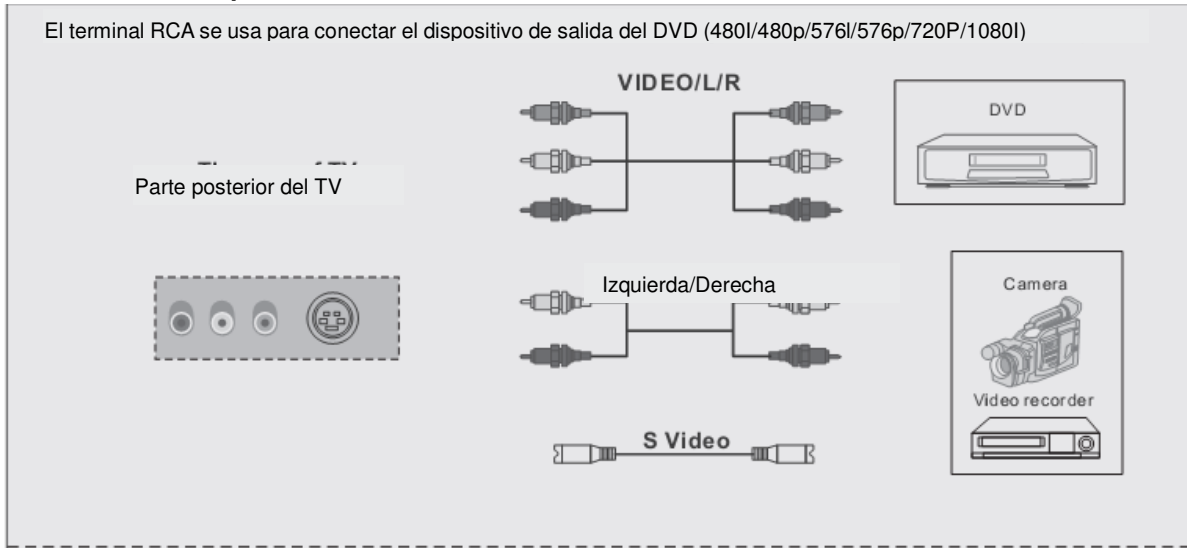 El terminal RCA se usa para conectar el dispositivo de salida del DVD (480I/480p/576I/576p/720P/1080I)
VIDEO/L/R
DVD
Parte posterior del TV
Izquierda/Derecha
Camera
Video recorder
S Video